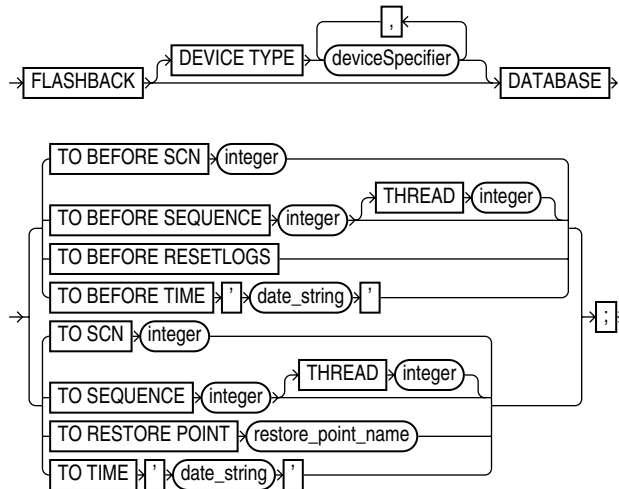 ,
FLASHBACK DEVICE TYPE deviceSpecifier DATABASE
TO BEFORE SCN integer
TO BEFORE SEQUENCE integer THREAD integer
TO BEFORE RESETLOGS
TO BEFORE TIME ' date_string '
;
TO SCN integer
TO SEQUENCE integer THREAD integer
TO RESTORE POINT restore_point_name
TO TIME ' date_string '